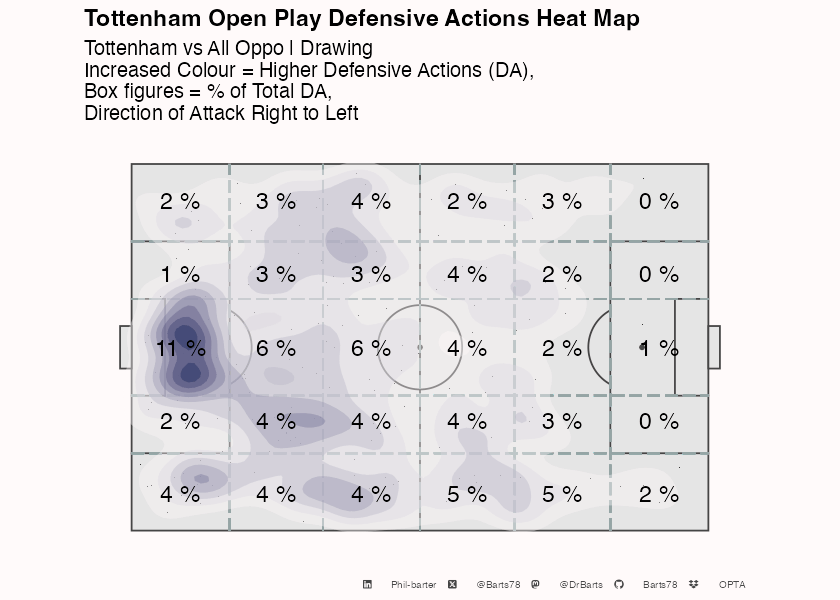 Tottenham Open Play Defensive Actions Heat Map
Tottenham vs All Oppo I Drawing
Increased Colour = Higher Defensive Actions (DA),
Box figures = % of Total DA,
Direction of Attack Right to Left
2 % 3 % 4 % 2 % 3 % 0 %
1 % 3 % 3 % 4 % 2 % 0 %
11 % 6 % 6 % 4 % 2 % 1 %
2 % 4 % 4 % 4 % 3 % 0 %
4 % 4 % 4 % 5 % 5 % 2 %
Phil-barter @Barts78 @DrBarts Barts78 OPTA